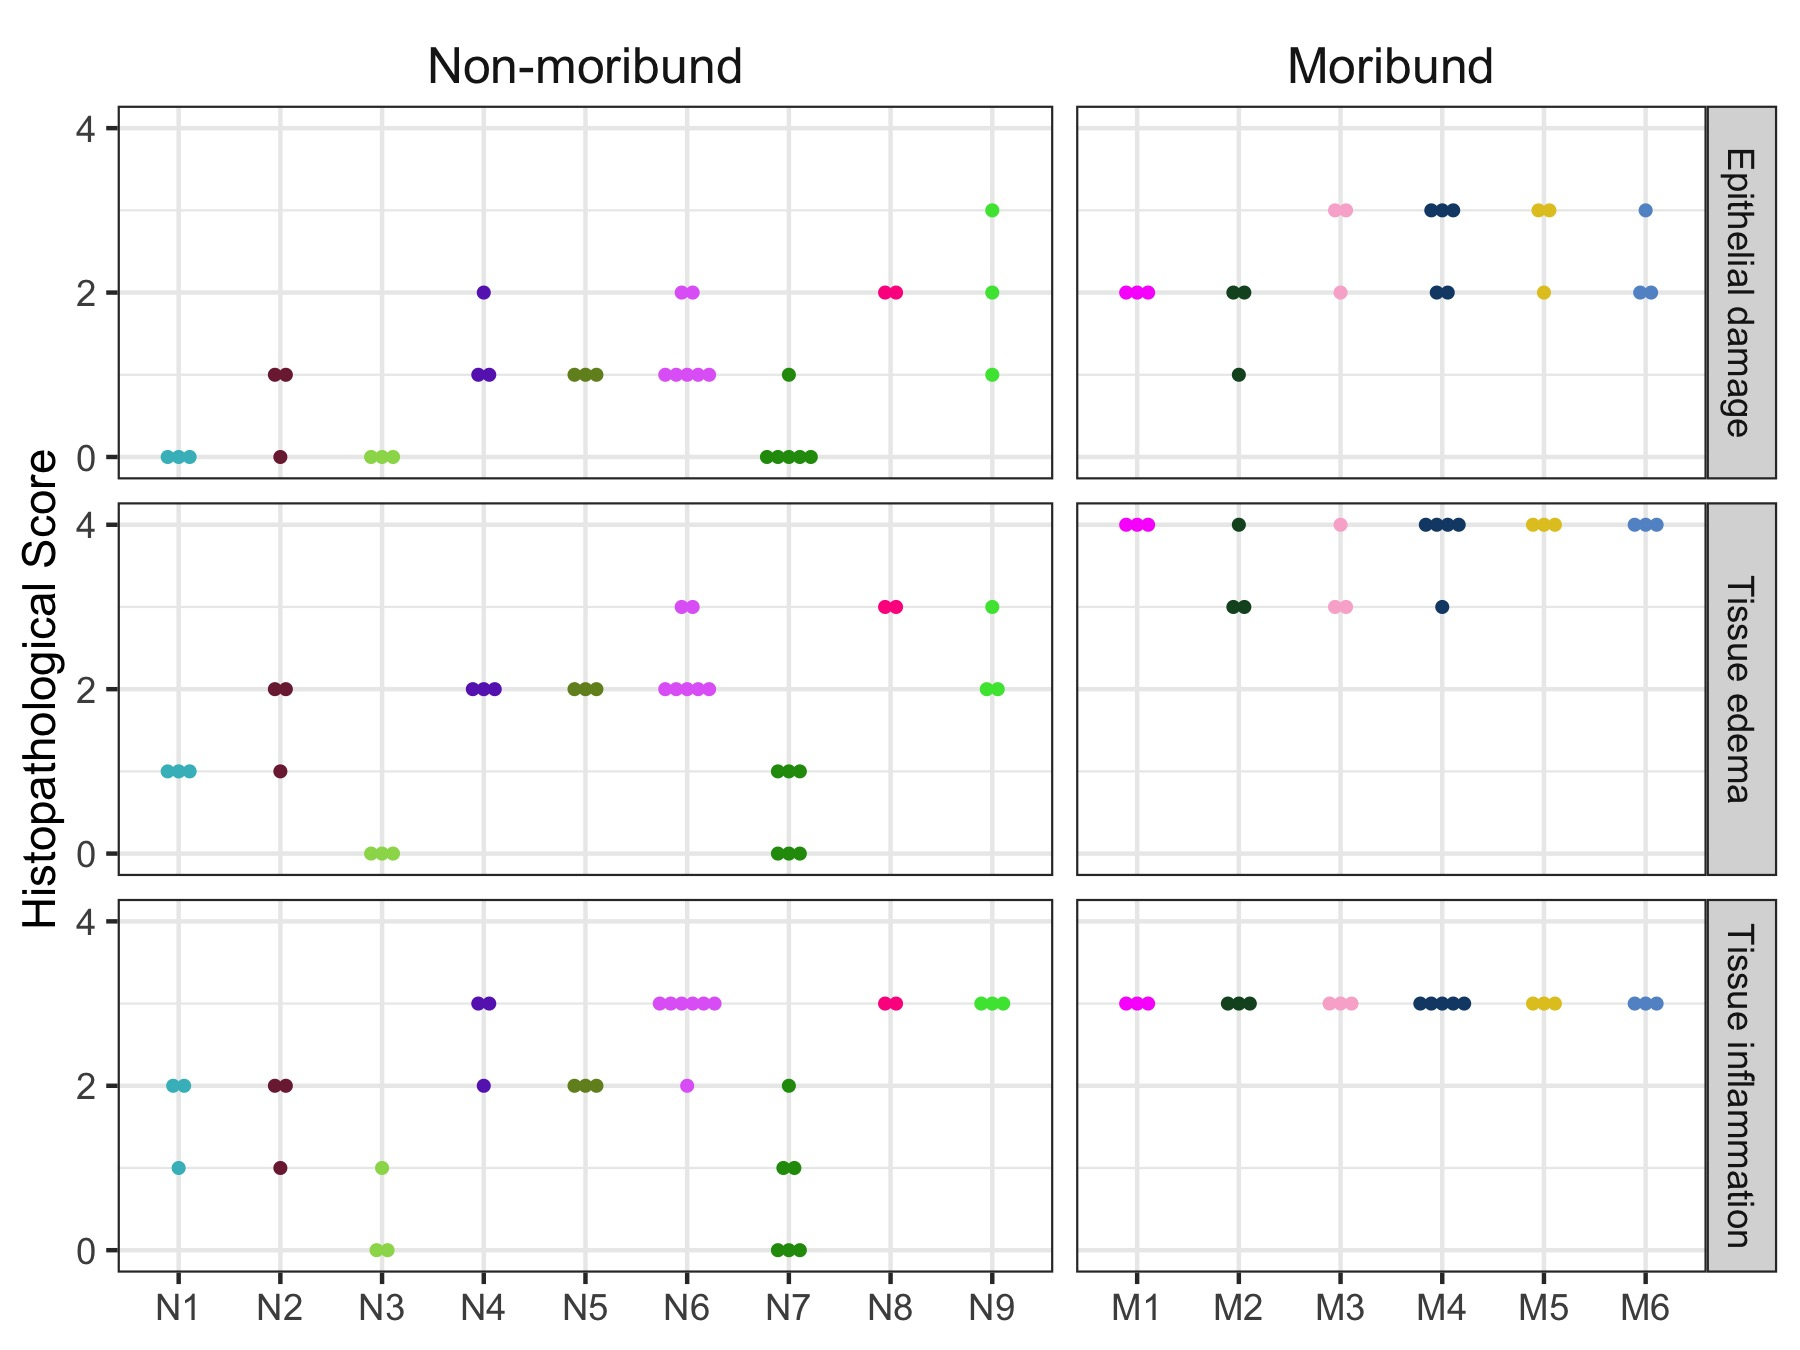 Non-moribund
Moribund
Histopathological Score
4
2
0
Epithelial damage
4
2
0
Tissue edema
4
2
0
Tissue inflammation
N1 N2 N3 N4 N5 N6 N7 N8 N9
M1 M2 M3 M4 M5 M6